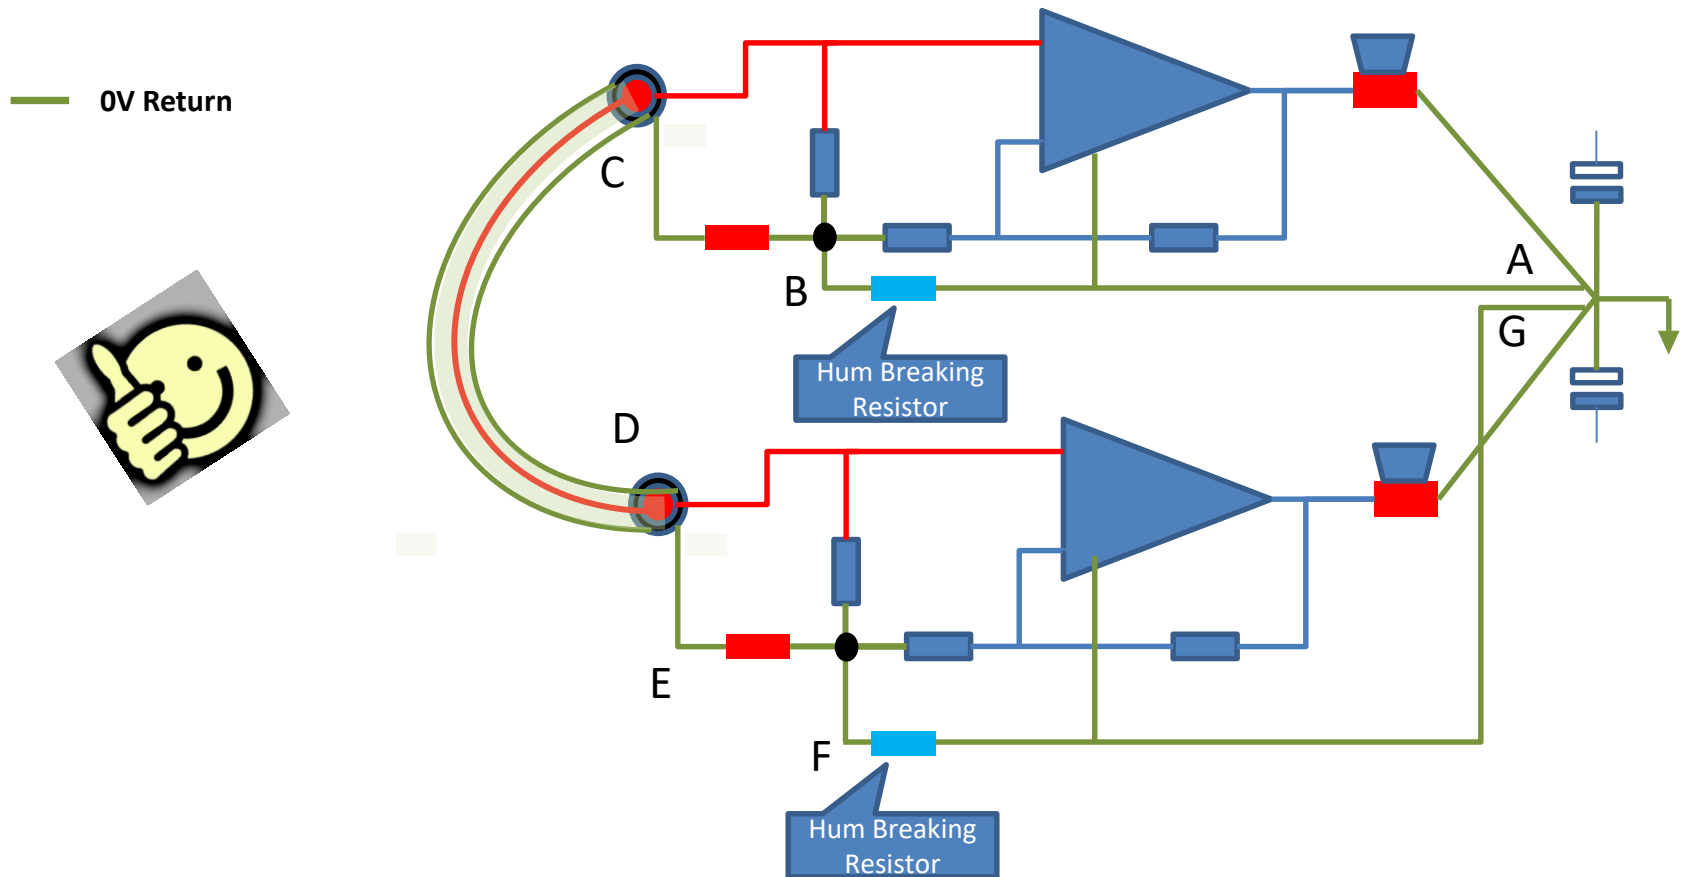 0V Return
C
A
B
G
Hum Breaking
Resistor
D
E
F
Hum Breaking
Resistor